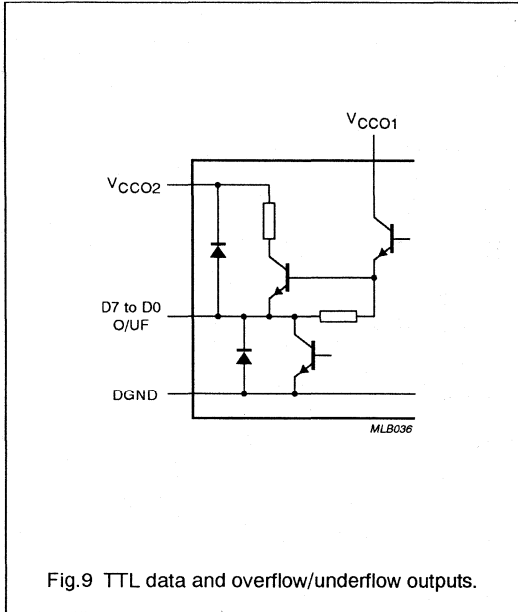 VCCO1
VCCO2
D7 to D0
O/UF
DGND
MLB036
Fig.9 TTL data and overflow/underflow outputs.